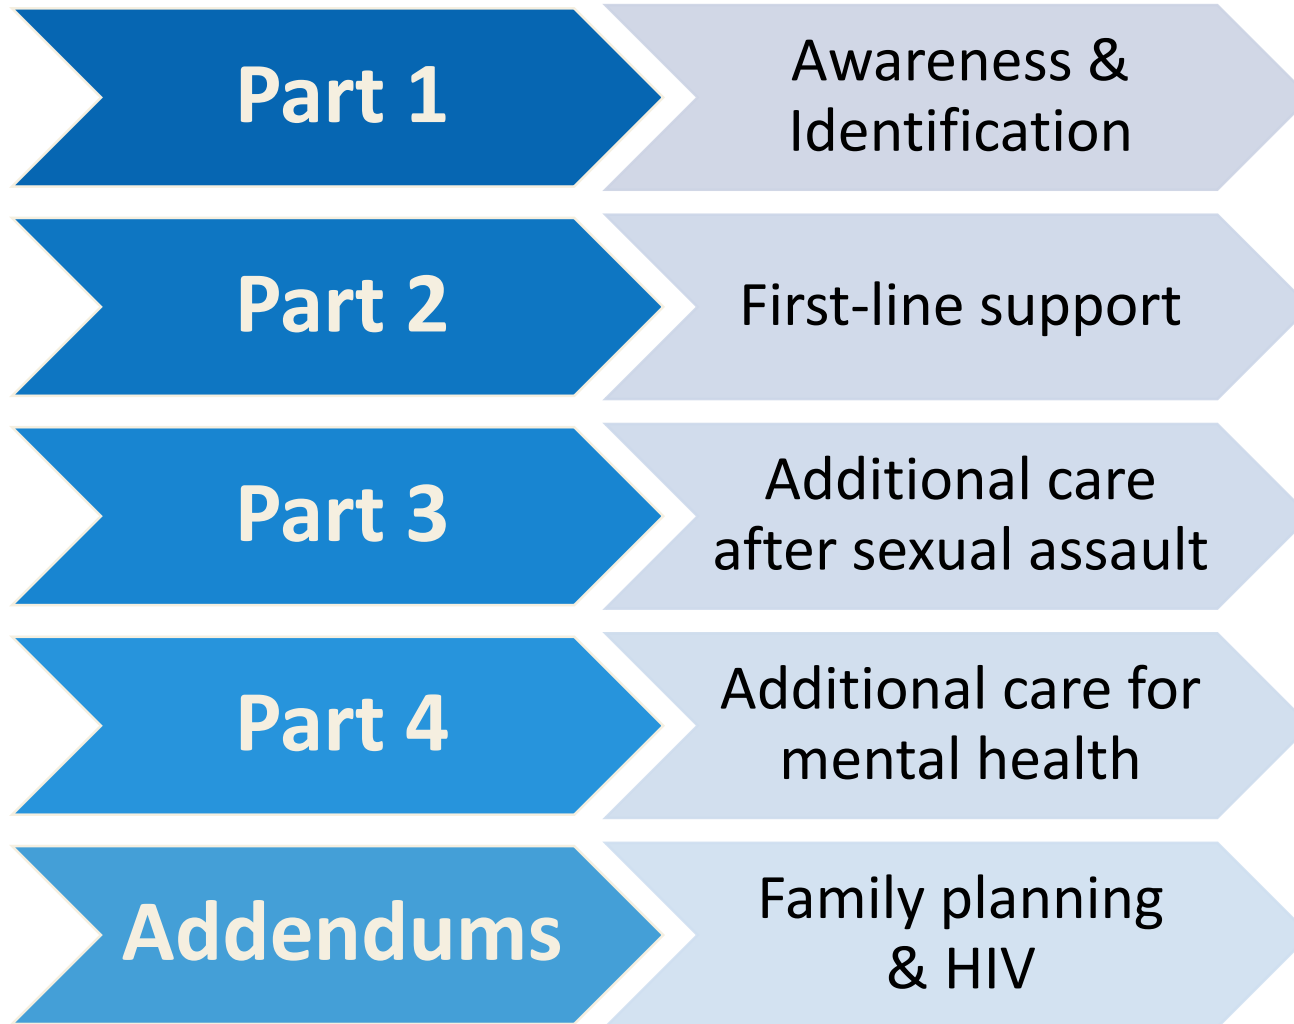 Part 1
Awareness &
Identification
Part 2
First-line support
Part 3
Additional care
after sexual assault
Part 4
Additional care for
mental health
Addendums
Family planning
& HIV